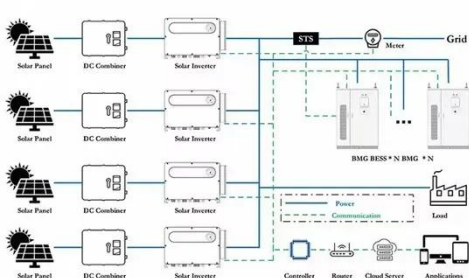 STS
Meter
Grid
Solar Panel
DC Combiner
Solar Inverter
Solar Panel
DC Combiner
Solar Inverter
BMG BESS * N BMG * N
Solar Panel
DC Combiner
Solar Inverter
Power
Communication
Load
Solar Panel
DC Combiner
Solar Inverter
Controller
Router
Cloud Server
Applications